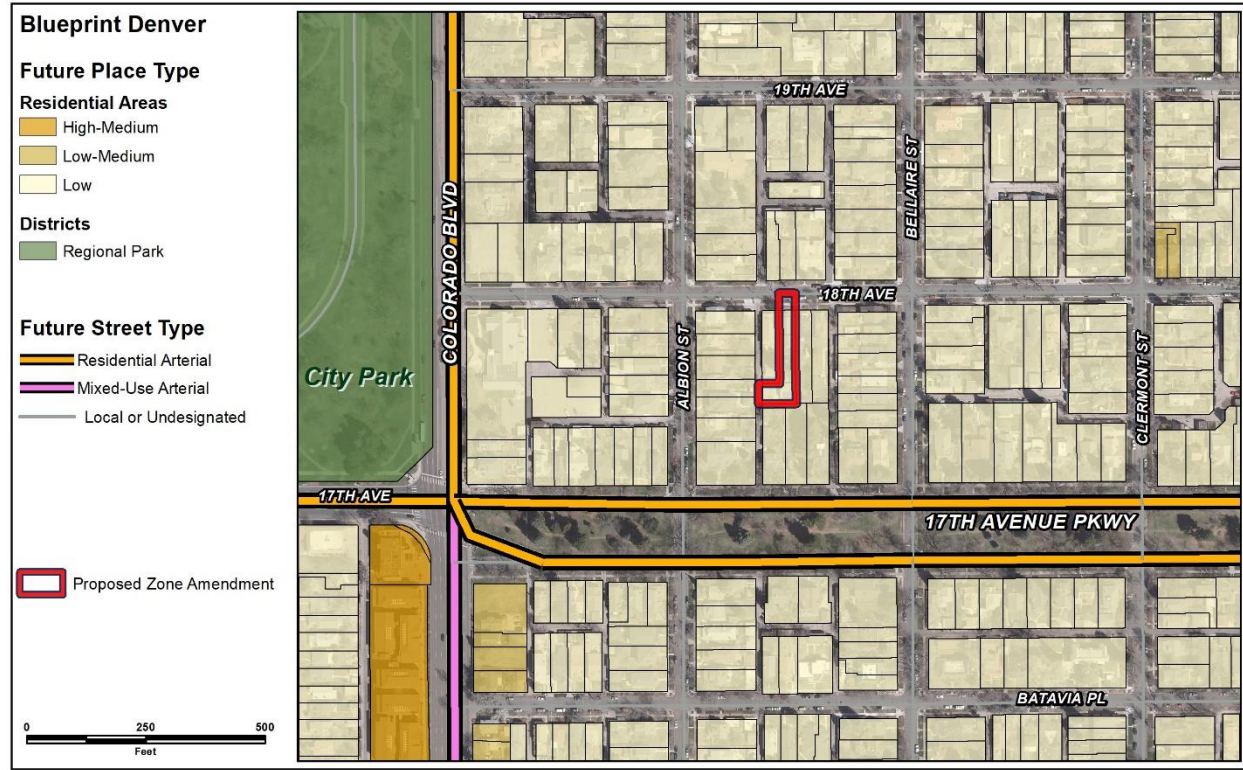 Blueprint Denver
Future Place Type
Residential Areas
High-Medium
Low-Medium
Low
Districts
Regional Park
Future Street Type
Residential Arterial
Mixed-Use Arterial
Local or Undesignated
Proposed Zone Amendment
0 250 500
Feet
19TH AVE
COLORADO BLVD
BELLAIRE ST
18TH AVE
City Park
ALBION ST
CLERMONT ST
17TH AVE
17TH AVENUE PKWY
BATAVIA PL